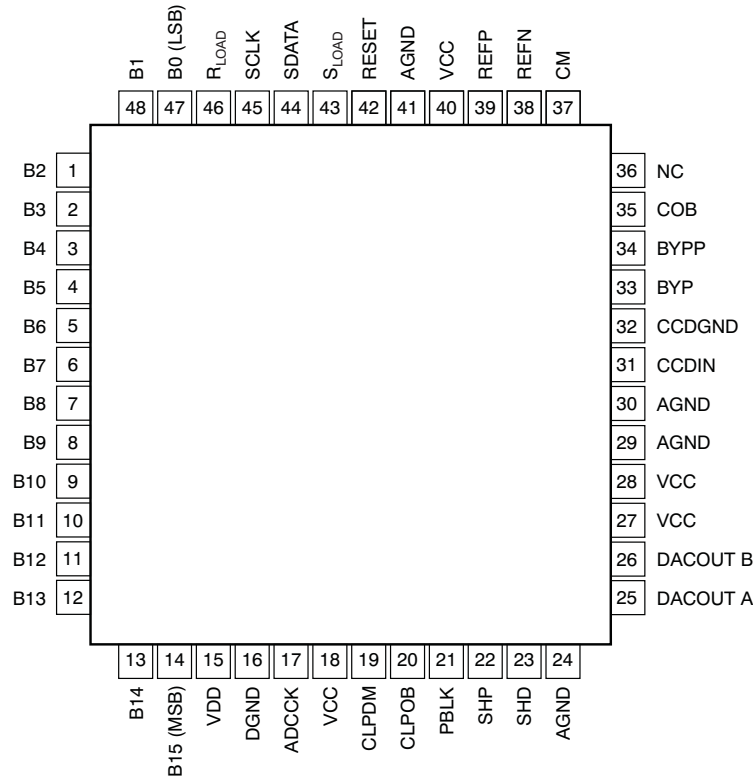 B1
B0 (LSB)
RLOAD
SCLK
SDATA
SLOAD
RESET
AGND
VCC
REFP
REFN
CM
48 47 46 45 44 43 42 41 40 39 38 37
B2 1
B3 2
B4 3
B5 4
B6 5
B7 6
B8 7
B9 8
B10 9
B11 10
B12 11
B13 12
36 NC
35 COB
34 BYPP
33 BYP
32 CCDGND
31 CCDIN
30 AGND
29 AGND
28 VCC
27 VCC
26 DACOUT B
25 DACOUT A
13 14 15 16 17 18 19 20 21 22 23 24
B14
B15 (MSB)
VDD
DGND
ADCCK
VCC
CLPDM
CLPOB
PBLK
SHP
SHD
AGND